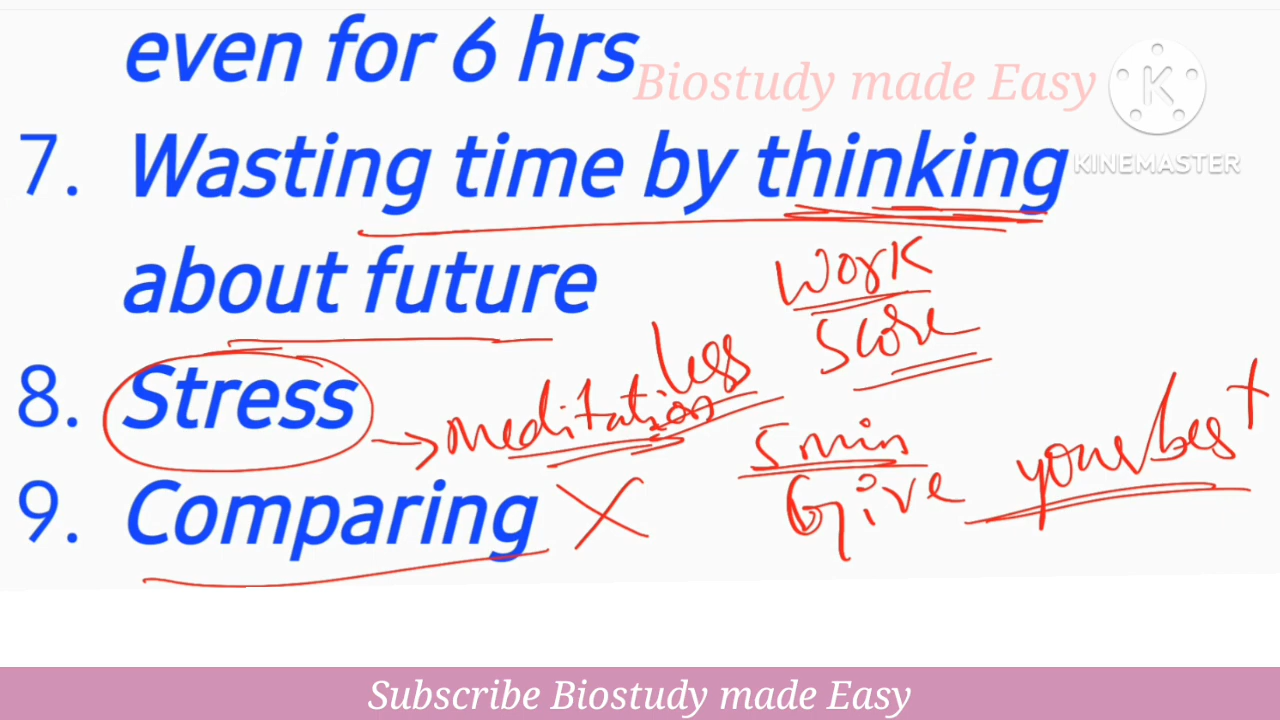 even for 6 hrs
Biostudy made Easy
K
KINEMASTER
7. Wasting time by thinking
about future
work
score
8. Stress
less
→ meditation
5 min
Give
your best
9. Comparing X
Subscribe Biostudy made Easy